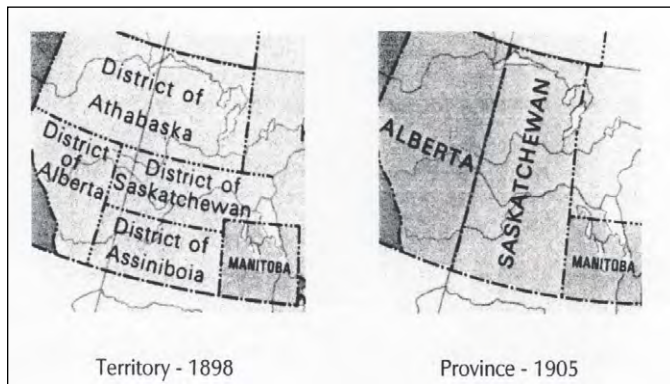 District of
Athabaska
District
of
Alberta
District of
Saskatchewan
District of
Assiniboia
MANITOBA
Territory - 1898
ALBERTA
SASKATCHEWAN
MANITOBA
Province - 1905